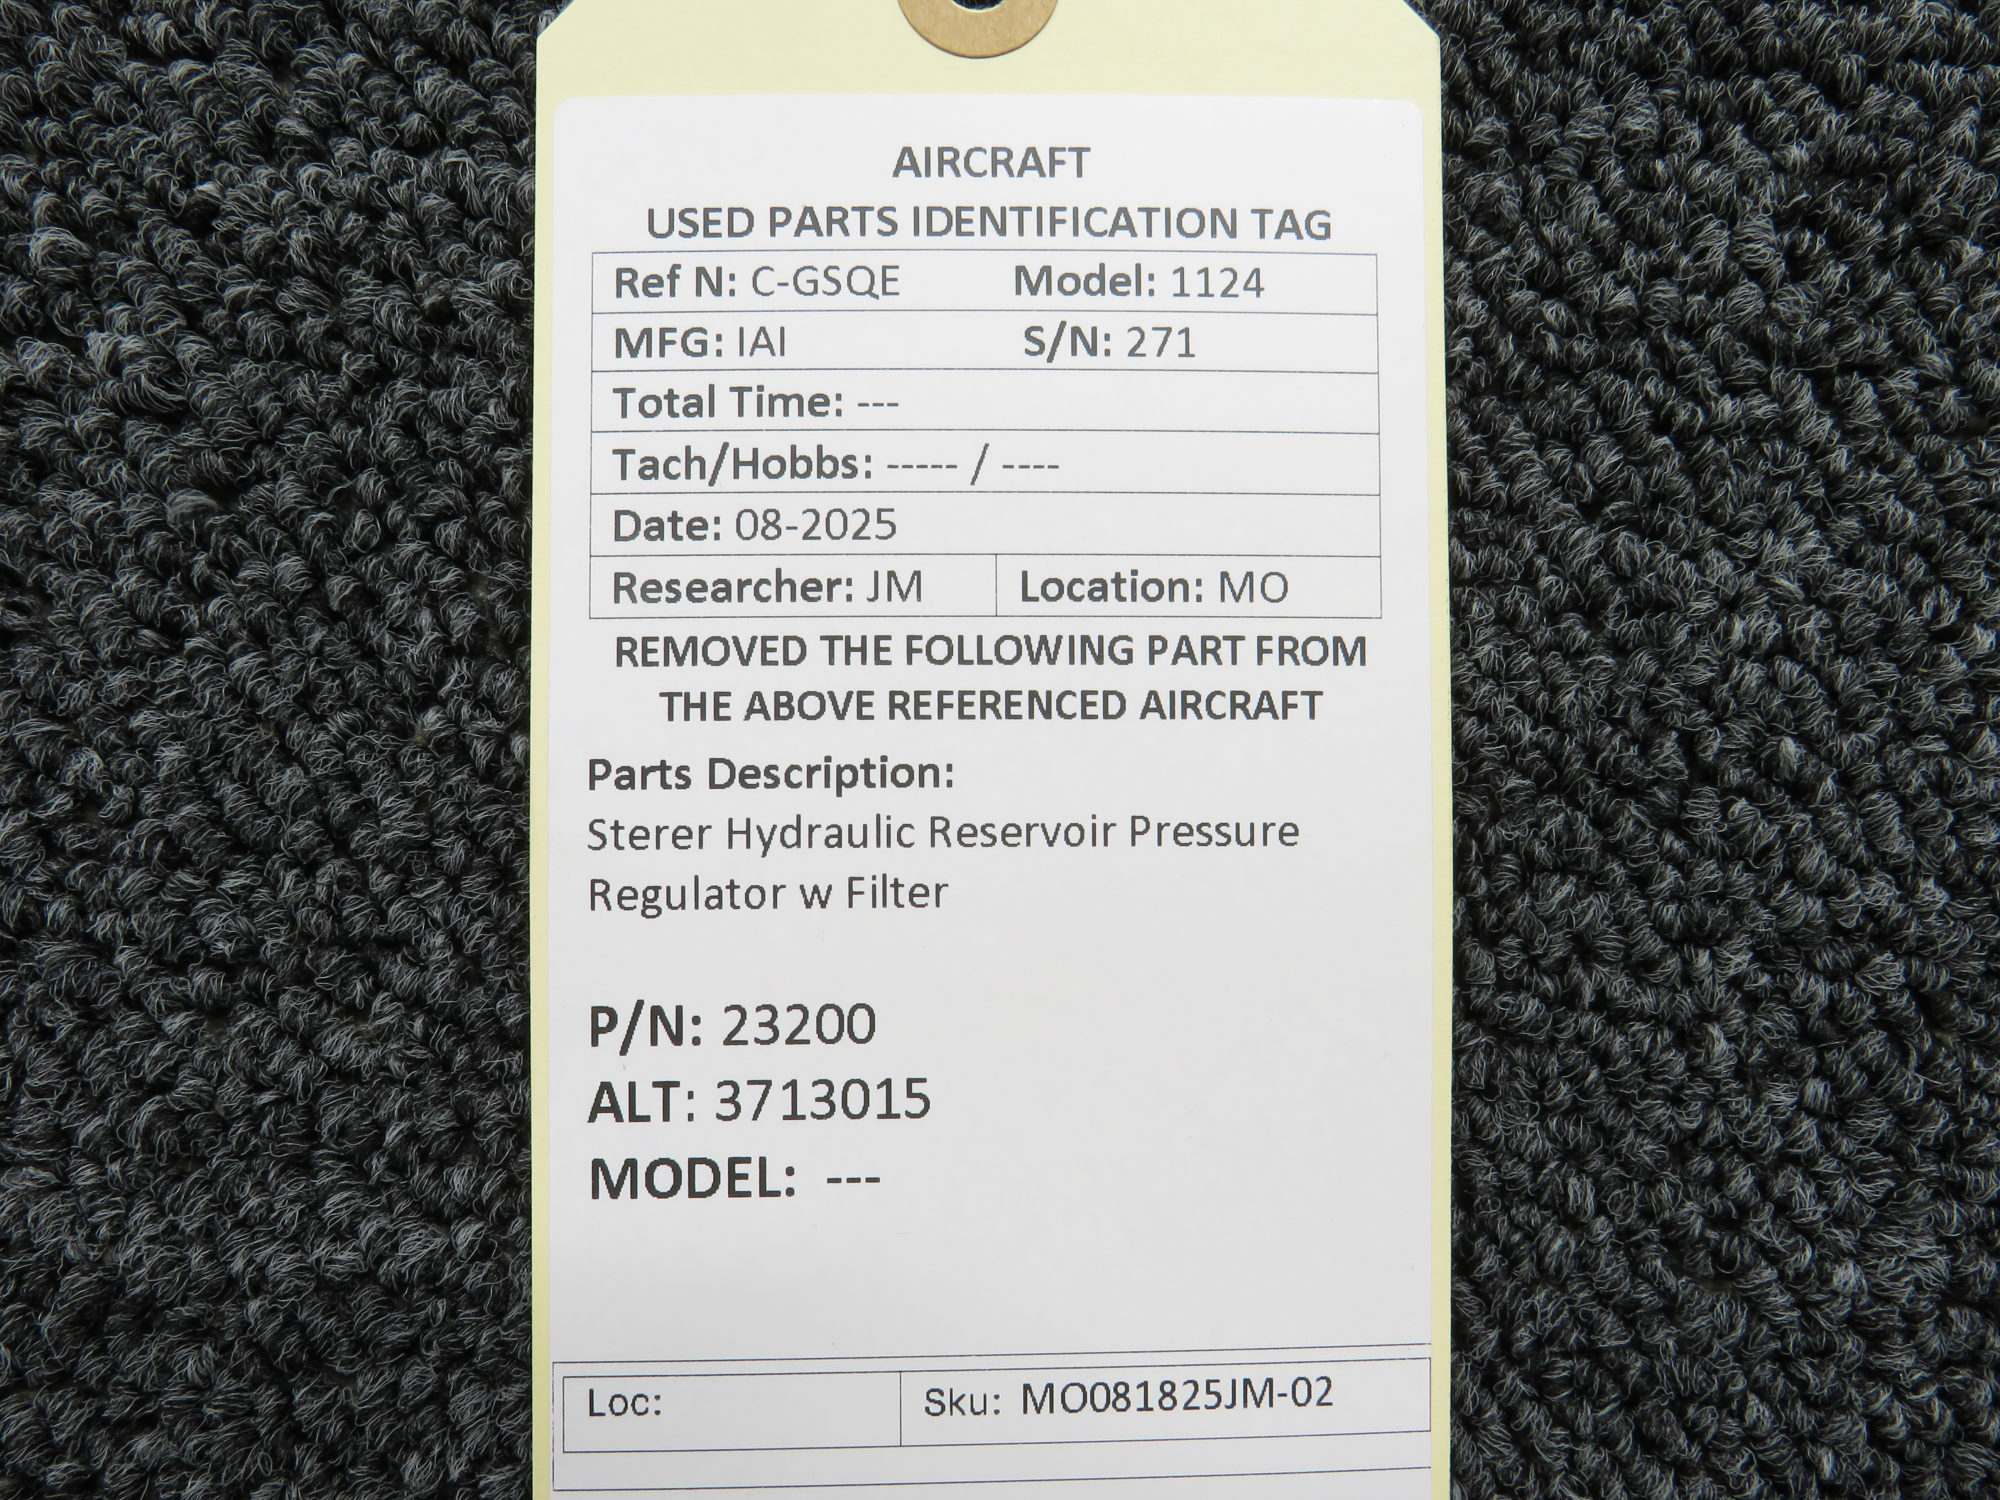 AIRCRAFT
USED PARTS IDENTIFICATION TAG
Ref N: C-GSQE Model: 1124
MFG: IAI S/N: 271
Total Time: ---
Tach/Hobbs: ----- / ----
Date: 08-2025
Researcher: JM Location: MO
REMOVED THE FOLLOWING PART FROM
THE ABOVE REFERENCED AIRCRAFT
Parts Description:
Sterer Hydraulic Reservoir Pressure
Regulator w Filter
P/N: 23200
ALT: 3713015
MODEL: ---
Loc: Sku: MO081825JM-02